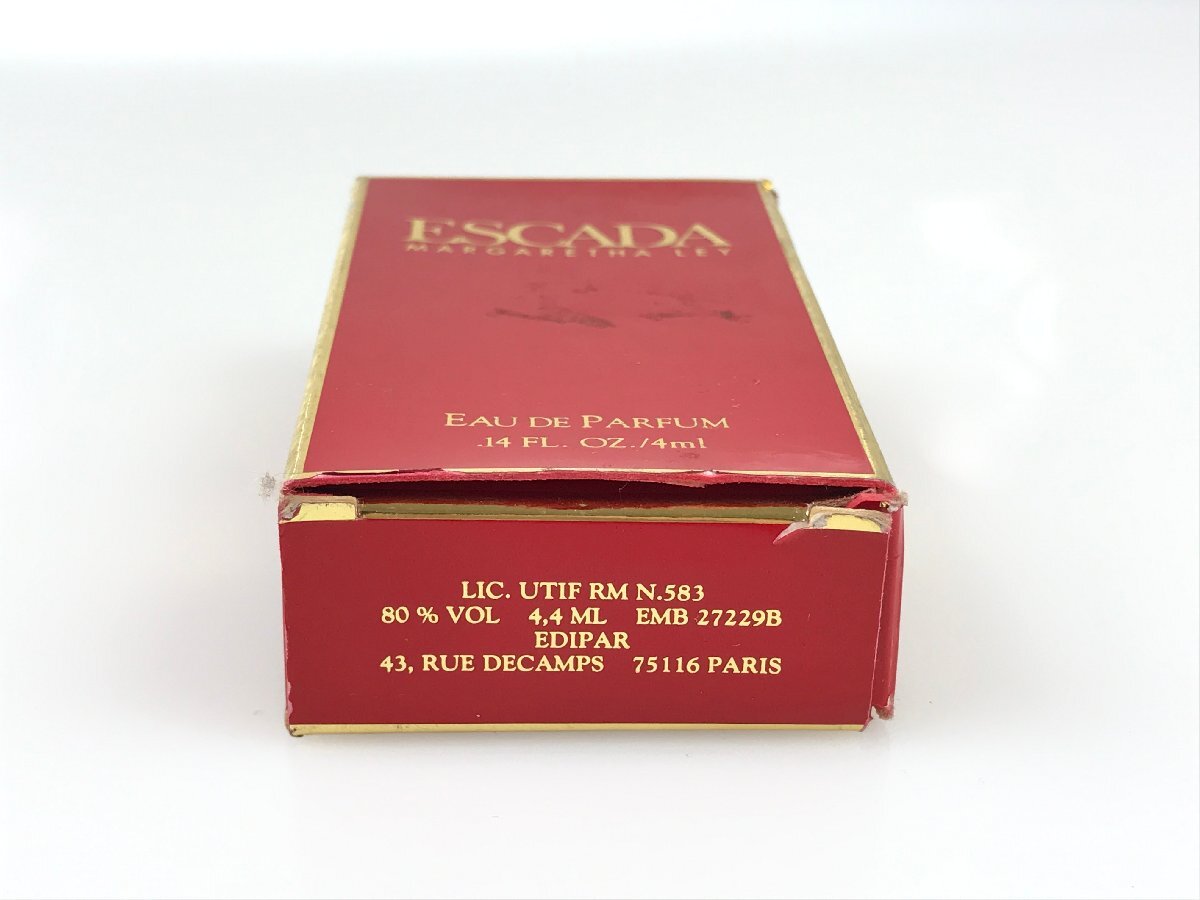 ESCADA
MARGARETHA LEY
EAU DE PARFUM
.14 FL. OZ./4ml
LIC. UTIF RM N.583
80 % VOL 4,4 ML EMB 27229B
EDIPAR
43, RUE DECAMPS 75116 PARIS